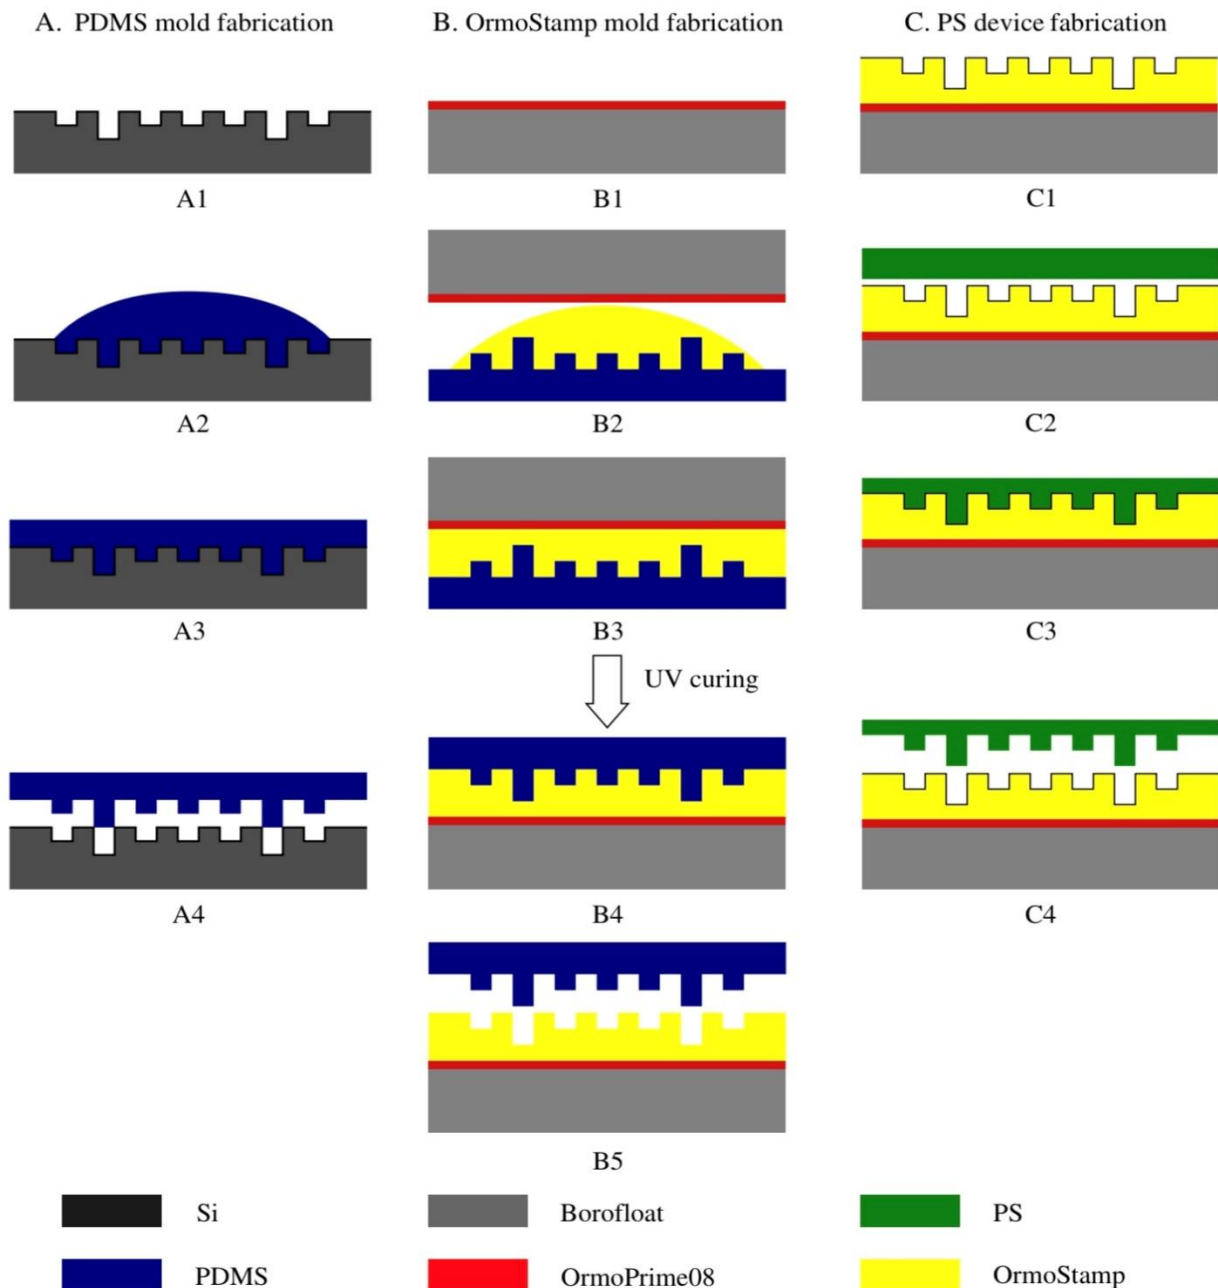 A. PDMS mold fabrication
B. OrmoStamp mold fabrication
C. PS device fabrication
A1
B1
C1
A2
B2
C2
A3
B3
C3
UV curing
A4
B4
C4
B5
Si
Borofloat
PS
PDMS
OrmoPrime08
OrmoStamp